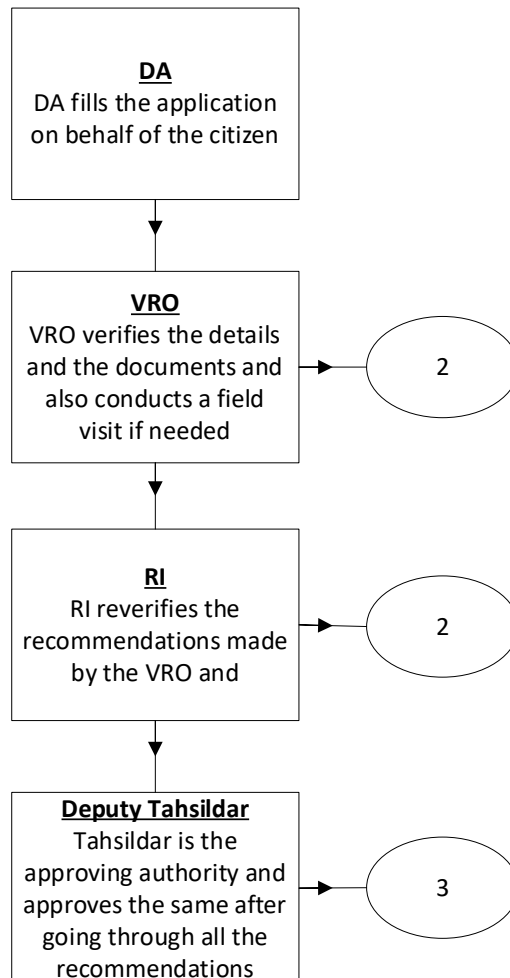 DA
DA fills the application
on behalf of the citizen
VRO
VRO verifies the details
and the documents and
also conducts a field
visit if needed
2
RI
RI reverifies the
recommendations made
by the VRO and
2
Deputy Tahsildar
Tahsildar is the
approving authority and
approves the same after
going through all the
recommendations
3